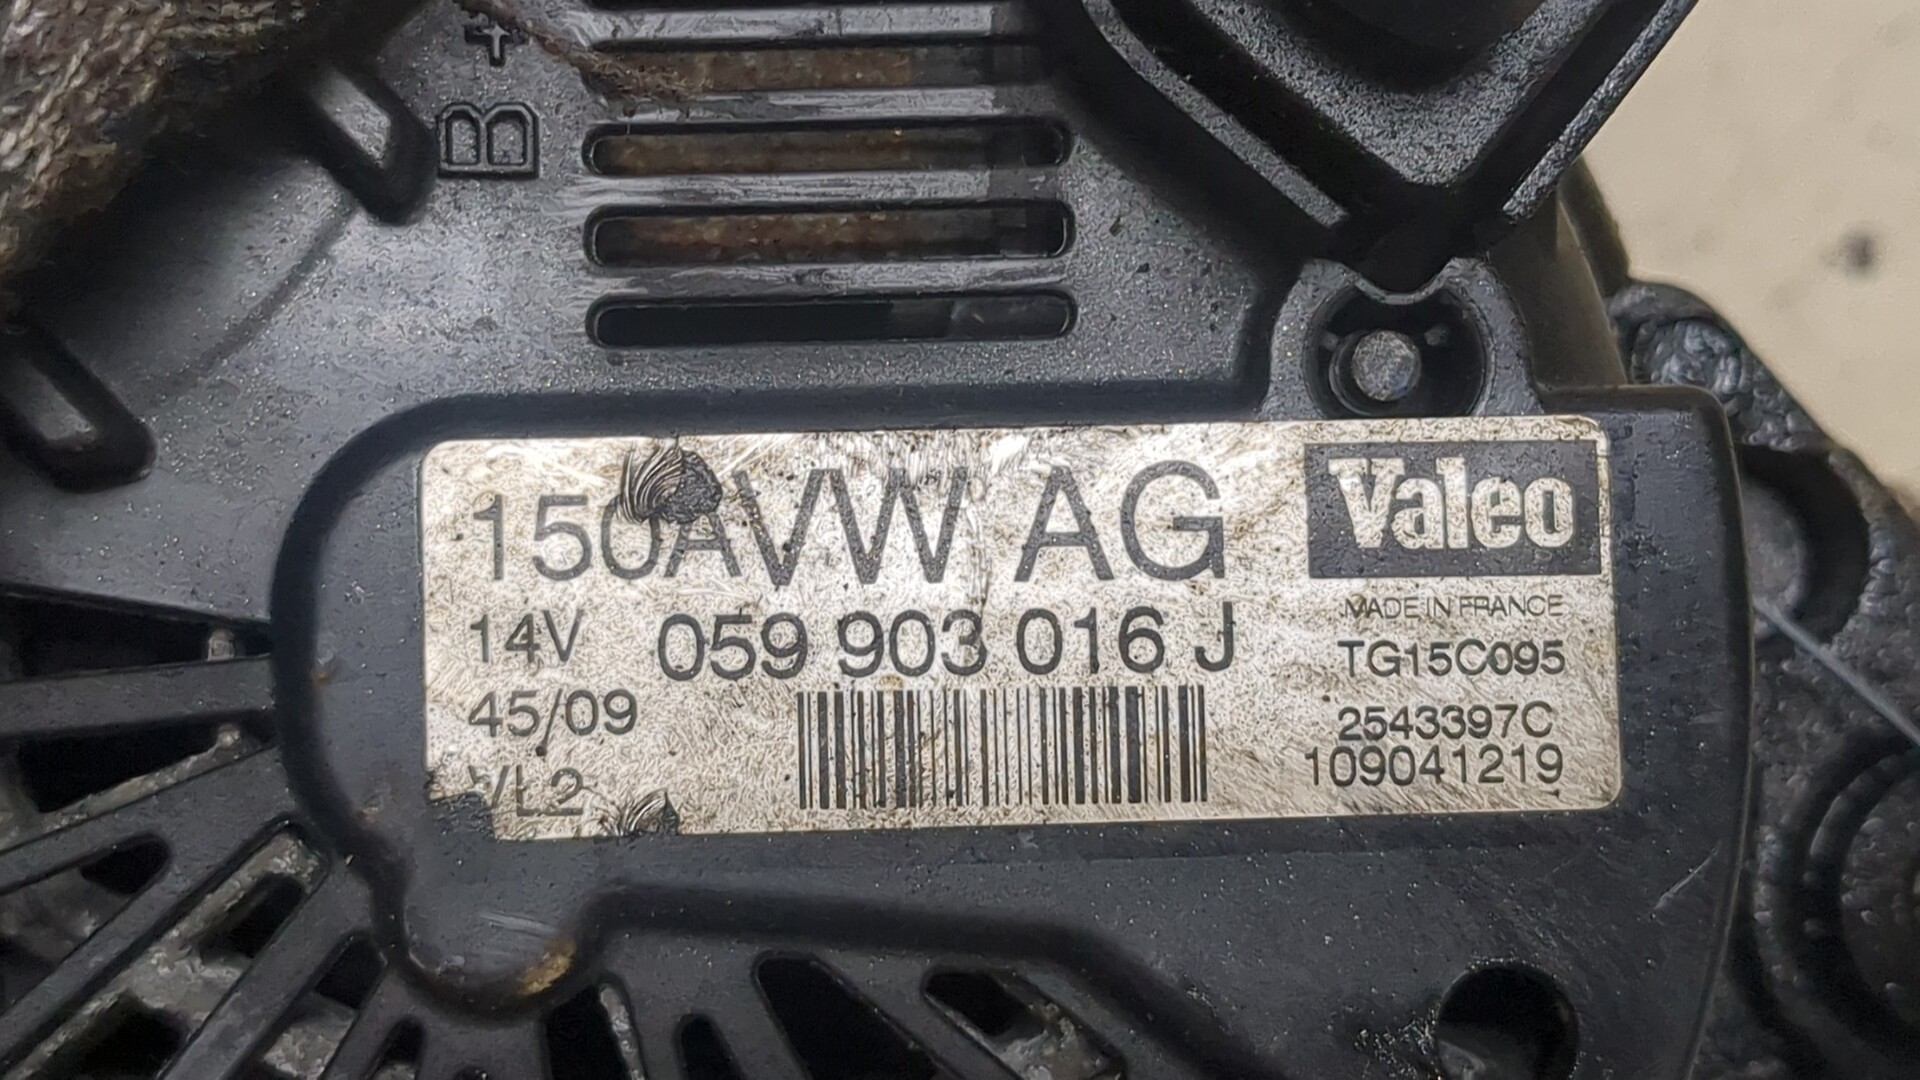 B+
150A VW AG
Valeo
MADE IN FRANCE
14V 059 903 016 J
TG15C095
45/09
2543397C
VL2
109041219